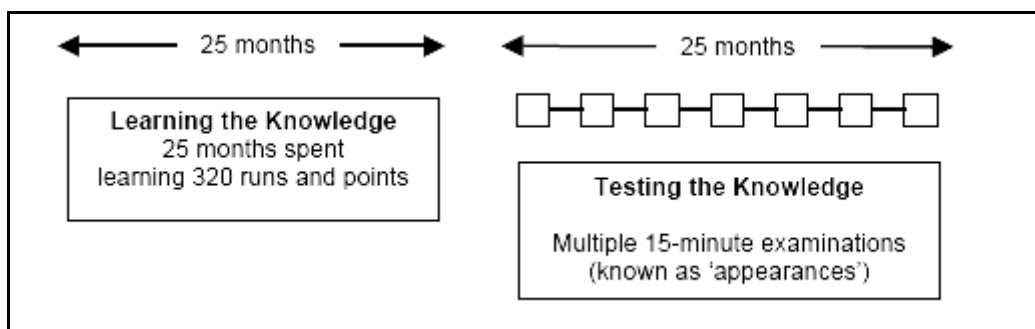 25 months
Learning the Knowledge
25 months spent
learning 320 runs and points
25 months
Testing the Knowledge
Multiple 15-minute examinations
(known as ‘appearances’)